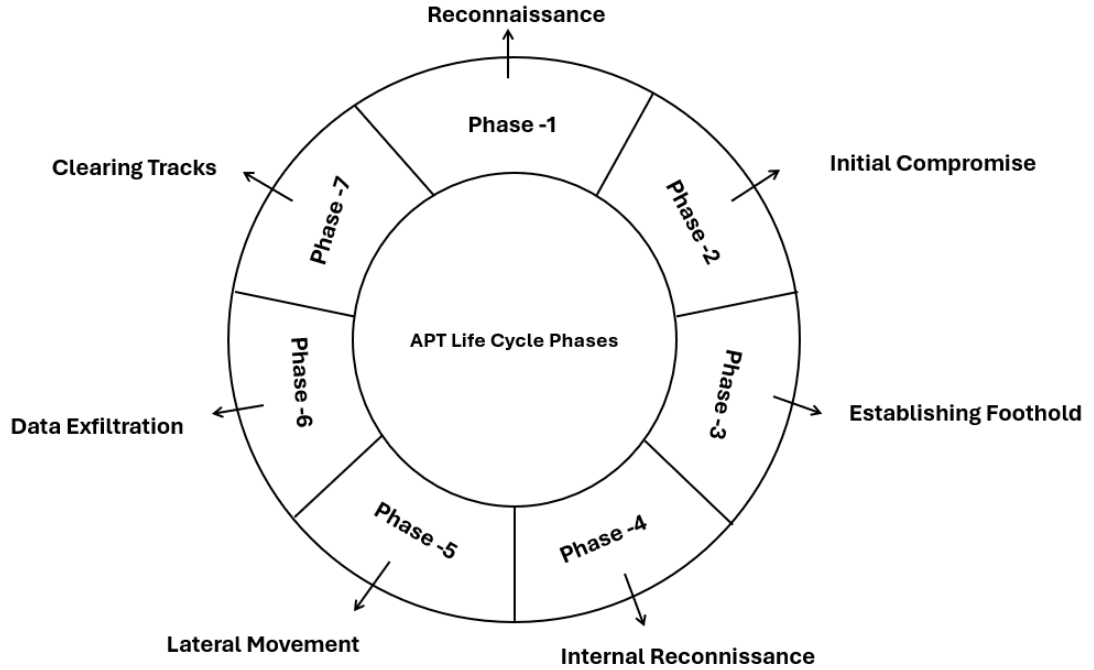 Reconnaissance
Phase -1
Initial Compromise
Phase -2
Establishing Foothold
Phase -3
Internal Reconnissance
Phase -4
Lateral Movement
Phase -5
Data Exfiltration
Phase -6
Clearing Tracks
Phase -7
APT Life Cycle Phases